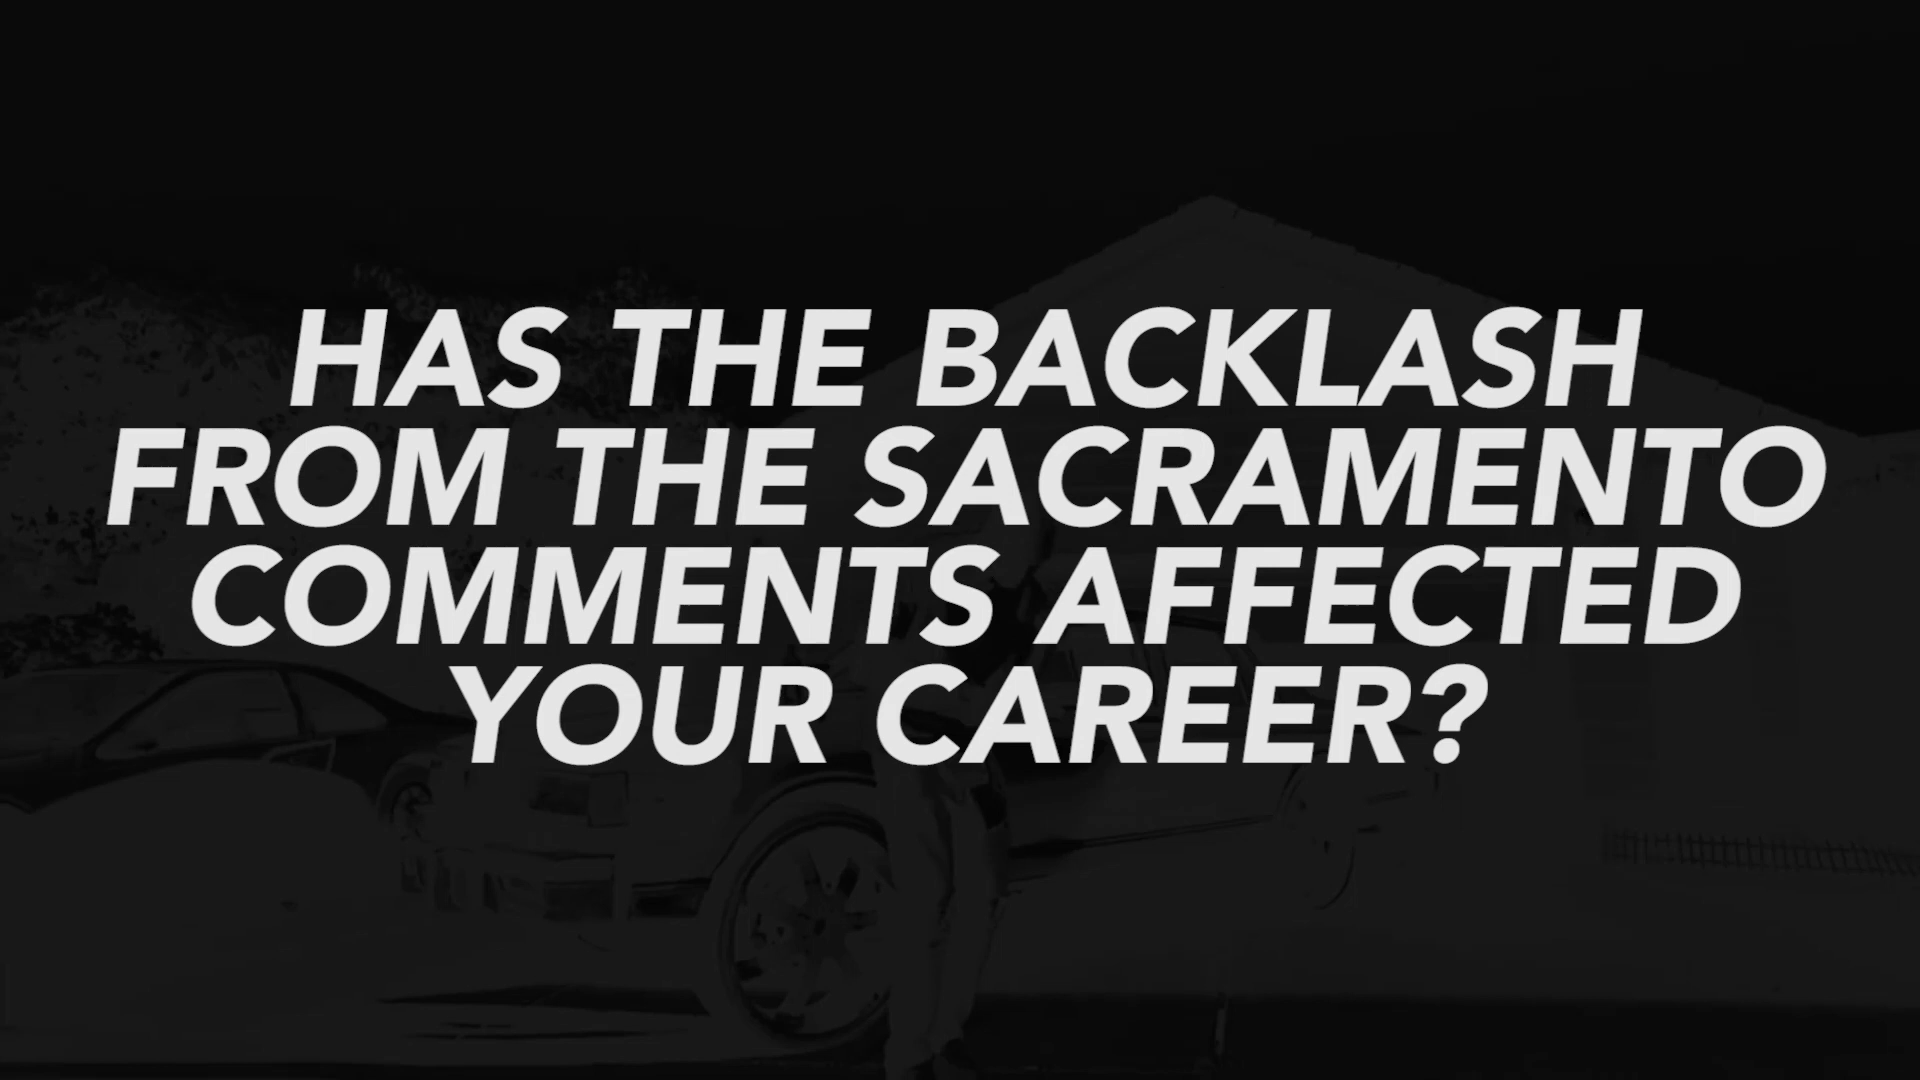 HAS THE BACKLASH
FROM THE SACRAMENTO
COMMENTS AFFECTED
YOUR CAREER?